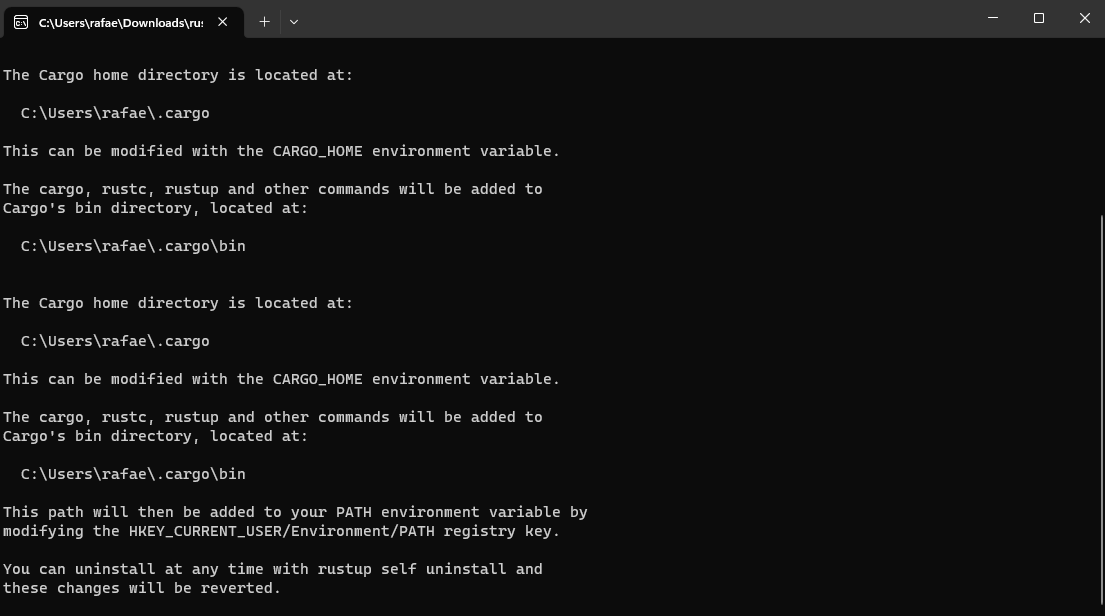 C:\Users\rafae\Downloads\rus
The Cargo home directory is located at:
C:\Users\rafae\.cargo
This can be modified with the CARGO_HOME environment variable.
The cargo, rustc, rustup and other commands will be added to
Cargo's bin directory, located at:
C:\Users\rafae\.cargo\bin
The Cargo home directory is located at:
C:\Users\rafae\.cargo
This can be modified with the CARGO_HOME environment variable.
The cargo, rustc, rustup and other commands will be added to
Cargo's bin directory, located at:
C:\Users\rafae\.cargo\bin
This path will then be added to your PATH environment variable by
modifying the HKEY_CURRENT_USER/Environment/PATH registry key.
You can uninstall at any time with rustup self uninstall and
these changes will be reverted.